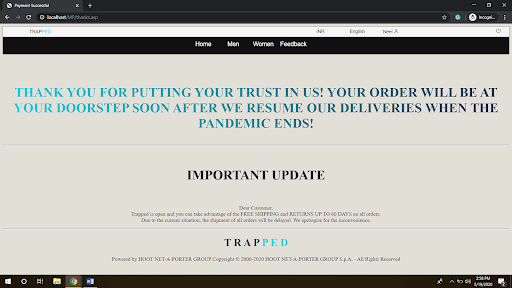 Payment Successful
localhost/MP/thanks.asp
Incogni...
TRAPPED INR English Neel
Home Men Women Feedback
THANK YOU FOR PUTTING YOUR TRUST IN US! YOUR ORDER WILL BE AT
YOUR DOORSTEP SOON AFTER WE RESUME OUR DELIVERIES WHEN THE
PANDEMIC ENDS!
IMPORTANT UPDATE
Dear Customer,
Trapped is open and you can take advantage of the FREE SHIPPING and RETURNS UP TO 60 DAYS on all orders.
Due to the current situation, the shipment of all orders will be delayed. We apologize for the inconvenience.
TRAPPED
Powered by HOOT NET-A-PORTER GROUP Copyright © 2000-2020 HOOT NET-A-PORTER GROUP S.p.A. - All Rights Reserved
2:58 PM
5/19/2020